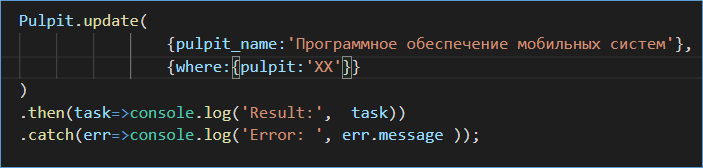 Pulpit.update(
{pulpit_name:'Программное обеспечение мобильных систем'},
{where:{pulpit:'XX'}}
)
.then(task=>console.log('Result:',  task))
.catch(err=>console.log('Error: ', err.message ));